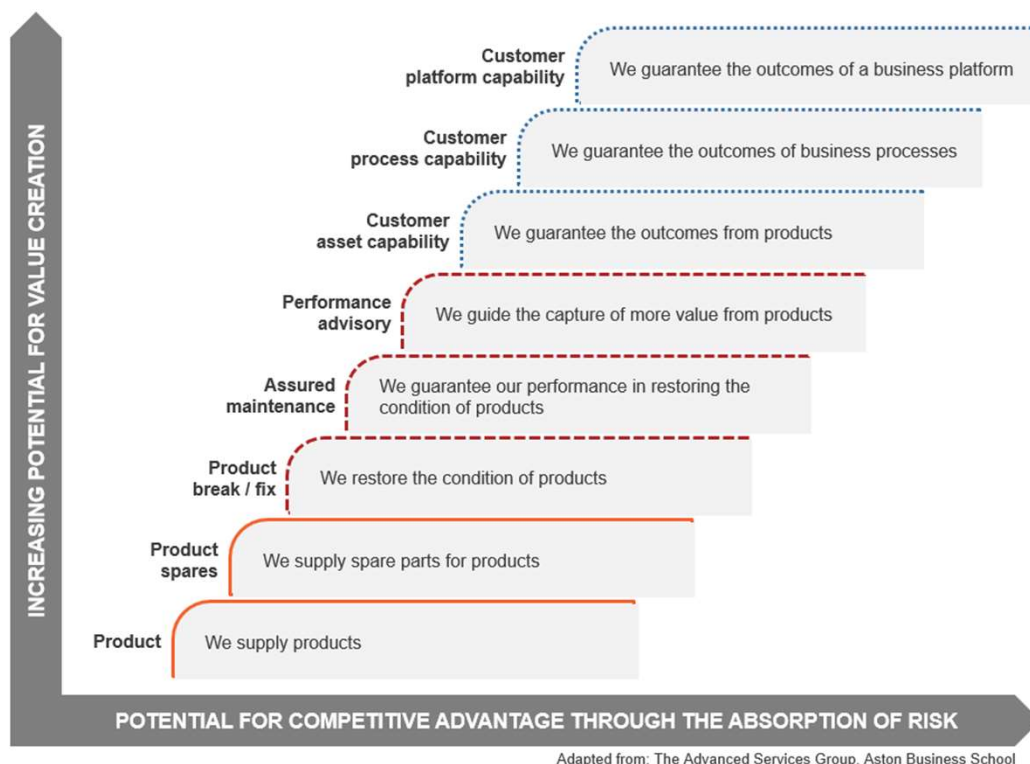 INCREASING POTENTIAL FOR VALUE CREATION
Customer
platform capability
We guarantee the outcomes of a business platform
Customer
process capability
We guarantee the outcomes of business processes
Customer
asset capability
We guarantee the outcomes from products
Performance
advisory
We guide the capture of more value from products
Assured
maintenance
We guarantee our performance in restoring the
condition of products
Product
break / fix
We restore the condition of products
Product
spares
We supply spare parts for products
Product
We supply products
POTENTIAL FOR COMPETITIVE ADVANTAGE THROUGH THE ABSORPTION OF RISK
Adapted from: The Advanced Services Group, Aston Business School